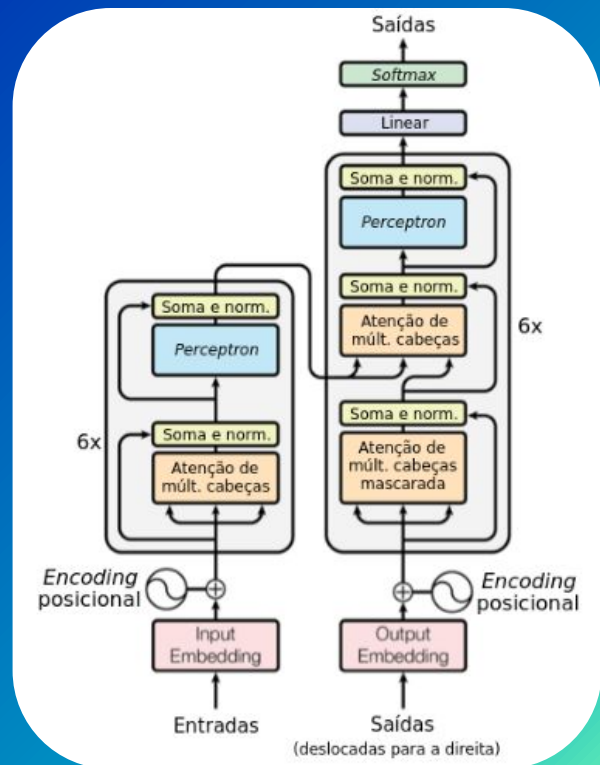 Saídas
Softmax
Linear
Soma e norm.
Perceptron
Soma e norm.
Atenção de
múlt. cabeças
6x
Soma e norm.
Atenção de
múlt. cabeças
mascarada
Soma e norm.
Perceptron
6x
Soma e norm.
Atenção de
múlt. cabeças
Encoding
posicional
Encoding
posicional
Input
Embedding
Output
Embedding
Entradas
Saídas
(deslocadas para a direita)